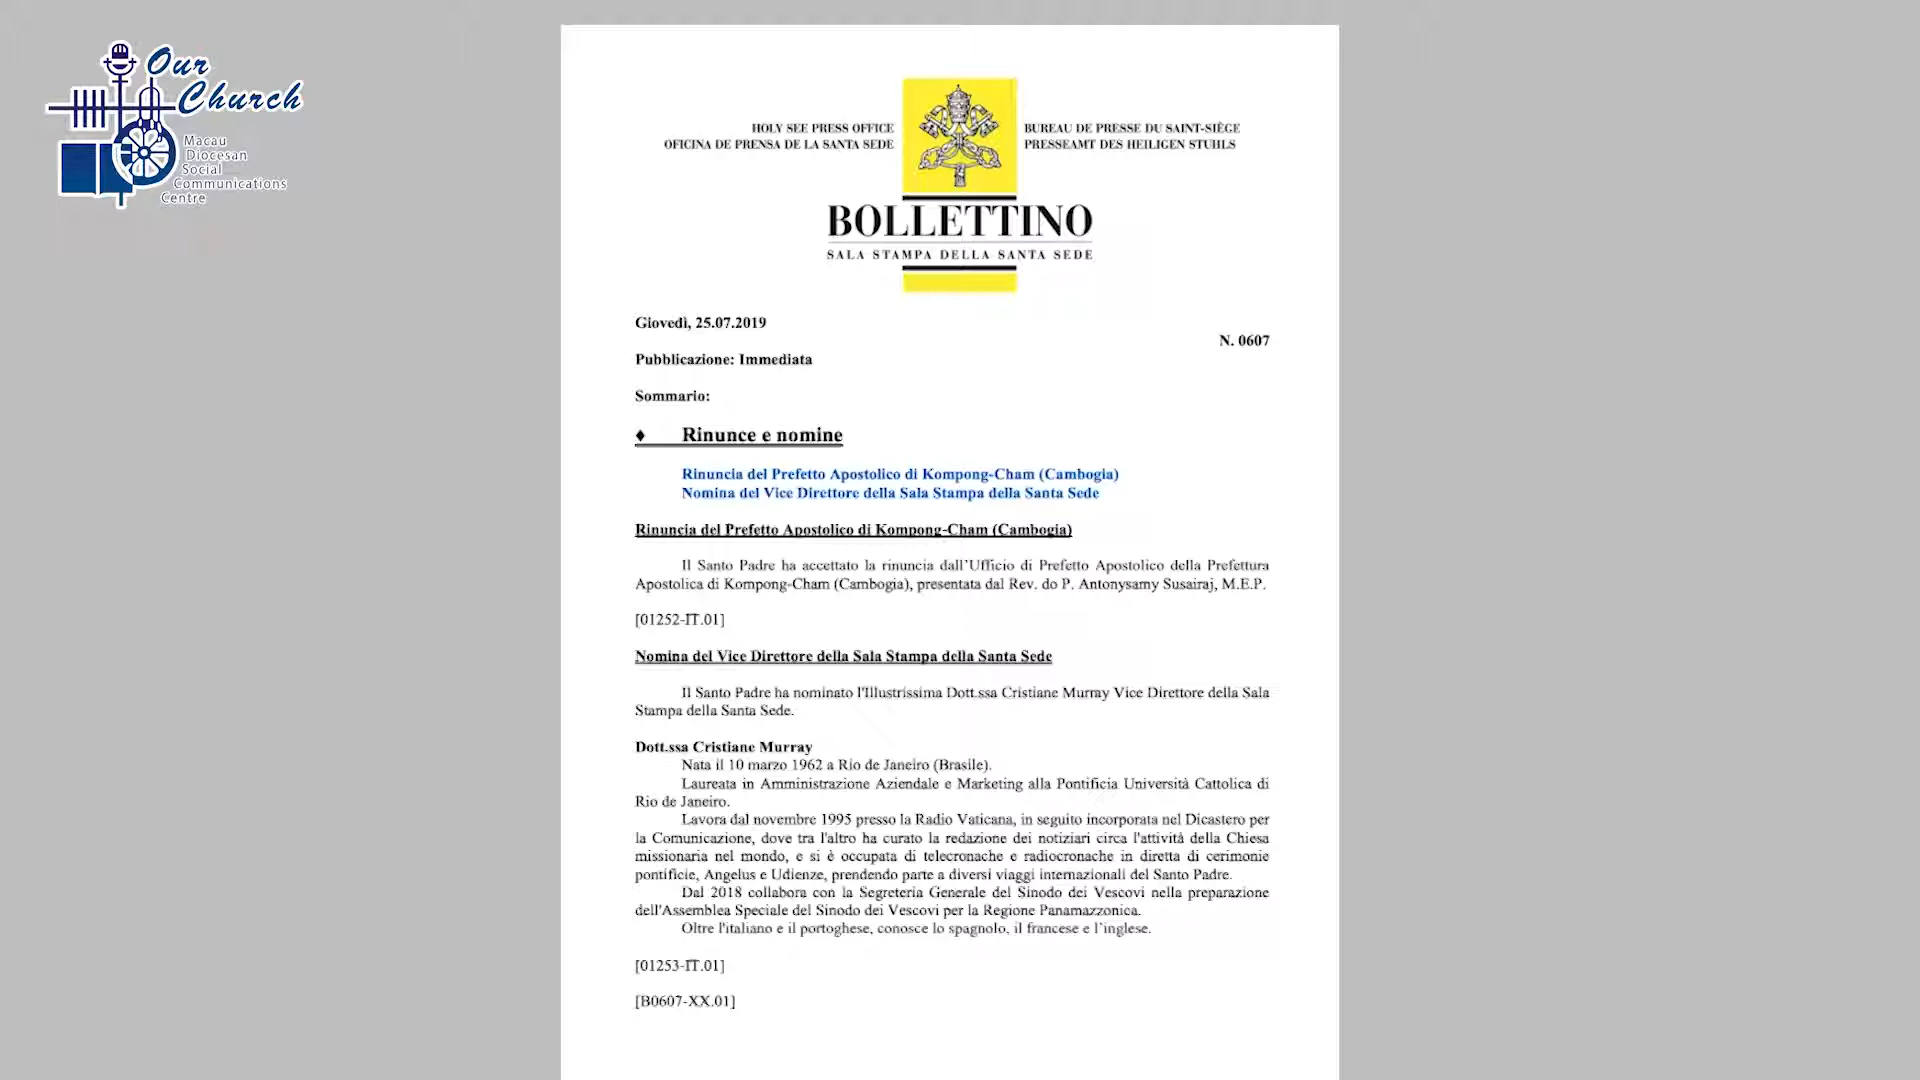 Our
Church
Macau
Diocesan
Social
Communications
Centre
HOLY SEE PRESS OFFICE
OFICINA DE PRENSA DE LA SANTA SEDE
BUREAU DE PRESSE DU SAINT-SIÈGE
PRESSEAMT DES HEILIGEN STUHLS
BOLLETTINO
SALA STAMPA DELLA SANTA SEDE
Giovedì, 25.07.2019
N. 0607
Pubblicazione: Immediata
Sommario:
♦ Rinunce e nomine
Rinuncia del Prefetto Apostolico di Kompong-Cham (Cambogia)
Nomina del Vice Direttore della Sala Stampa della Santa Sede
Rinuncia del Prefetto Apostolico di Kompong-Cham (Cambogia)
Il Santo Padre ha accettato la rinuncia dall'Ufficio di Prefetto Apostolico della Prefettura
Apostolica di Kompong-Cham (Cambogia), presentata dal Rev. do P. Antonysamy Susairaj, M.E.P.
[01252-IT.01]
Nomina del Vice Direttore della Sala Stampa della Santa Sede
Il Santo Padre ha nominato l'Illustrissima Dott.ssa Cristiane Murray Vice Direttore della Sala
Stampa della Santa Sede.
Dott.ssa Cristiane Murray
Nata il 10 marzo 1962 a Rio de Janeiro (Brasile).
Laureata in Amministrazione Aziendale e Marketing alla Pontificia Università Cattolica di
Rio de Janeiro.
Lavora dal novembre 1995 presso la Radio Vaticana, in seguito incorporata nel Dicastero per
la Comunicazione, dove tra l'altro ha curato la redazione dei notiziari circa l'attività della Chiesa
missionaria nel mondo, e si è occupata di telecronache e radiocronache in diretta di cerimonie
pontificie, Angelus e Udienze, prendendo parte a diversi viaggi internazionali del Santo Padre.
Dal 2018 collabora con la Segreteria Generale del Sinodo dei Vescovi nella preparazione
dell'Assemblea Speciale del Sinodo dei Vescovi per la Regione Panamazzonica.
Oltre l'italiano e il portoghese, conosce lo spagnolo, il francese e l'inglese.
[01253-IT.01]
[B0607-XX.01]